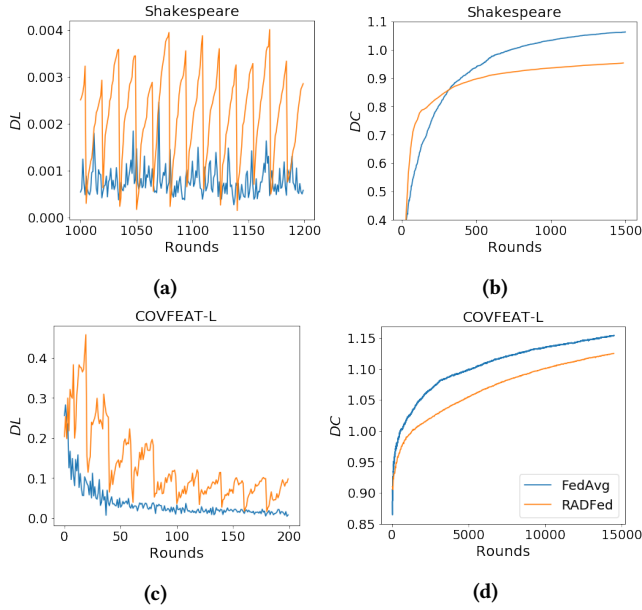 Shakespeare
0.004
0.003
0.002
0.001
0.000
DL
1000 1050 1100 1150 1200
Rounds
(a)
Shakespeare
1.1
1.0
0.9
0.8
0.7
0.6
0.5
0.4
DC
0 500 1000 1500
Rounds
(b)
COVFEAT-L
0.4
0.3
0.2
0.1
0.0
DL
0 50 100 150 200
Rounds
(c)
COVFEAT-L
1.15
1.10
1.05
1.00
0.95
0.90
0.85
DC
0 5000 10000 15000
Rounds
FedAvg
RADFed
(d)